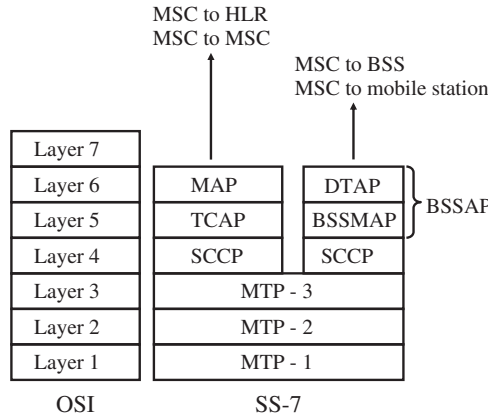 MSC to HLR
MSC to MSC
MSC to BSS
MSC to mobile station
Layer 7
Layer 6
MAP
DTAP
BSSAP
Layer 5
TCAP
BSSMAP
Layer 4
SCCP
SCCP
Layer 3
MTP - 3
Layer 2
MTP - 2
Layer 1
MTP - 1
OSI
SS-7